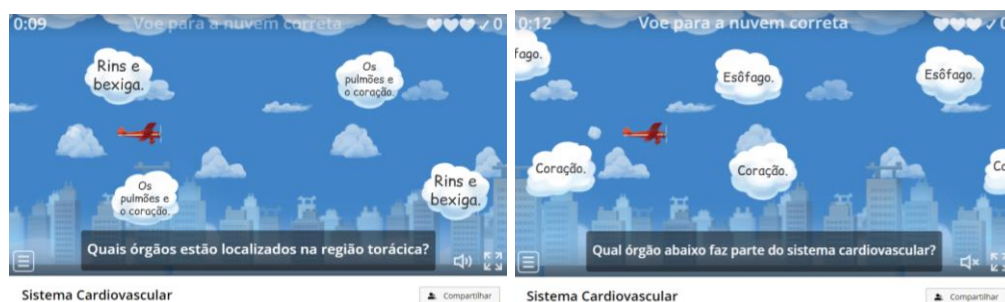 0:09
Voe para a nuvem correta
0
Rins e
bexiga.
Os
pulmões e
o coração.
Os
pulmões e
o coração.
Rins e
bexiga.
Quais órgãos estão localizados na região torácica?
Sistema Cardiovascular
Compartilhar
0:12
Voe para a nuvem correta
fago.
Esôfago.
Esôfago.
Coração.
Coração.
Co
Qual órgão abaixo faz parte do sistema cardiovascular?
Sistema Cardiovascular
Compartilhar